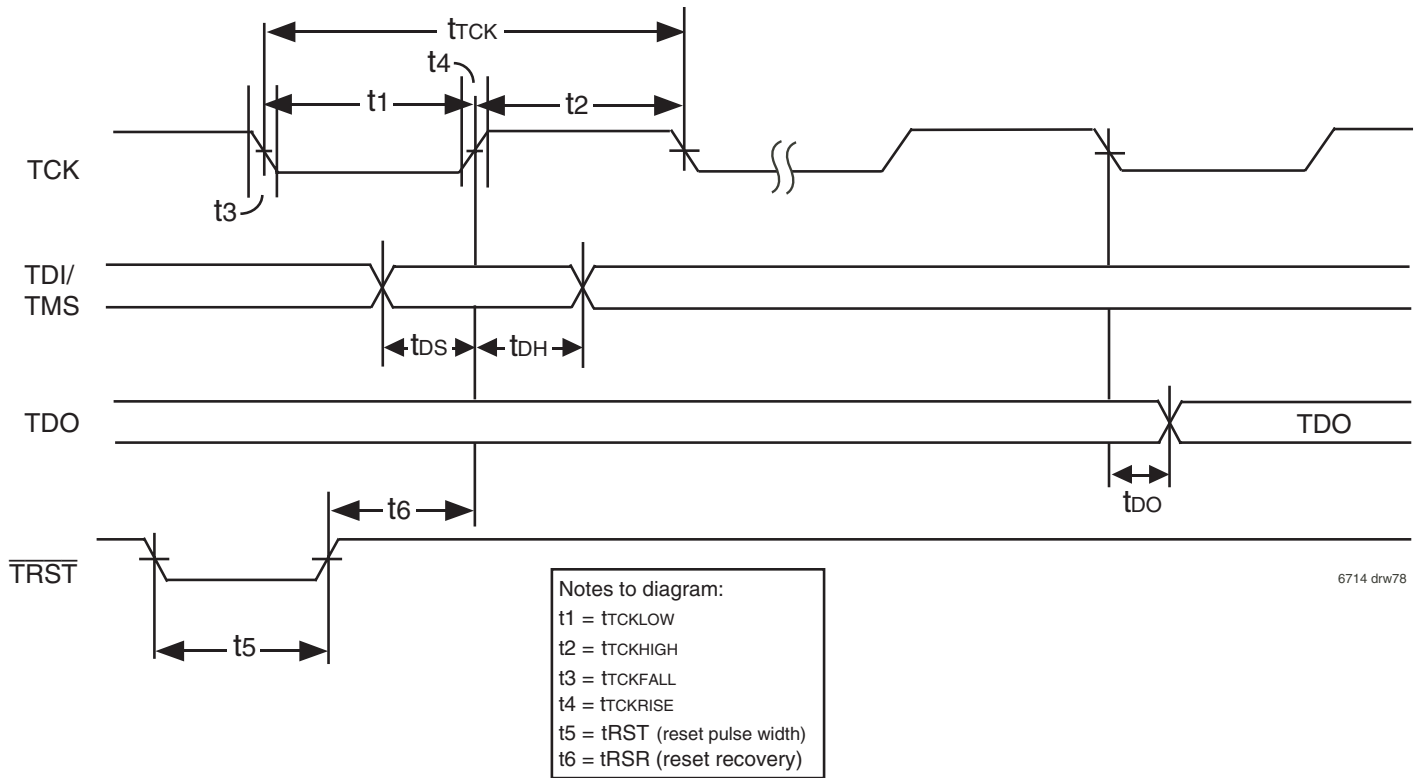 tTCK
t4
t1
t2
TCK
t3
TDI/
TMS
tDS
tDH
TDO
TDO
tDO
t6
TRST
6714 drw78
t5
Notes to diagram:
t1 = tTCKLOW
t2 = tTCKHIGH
t3 = tTCKFALL
t4 = tTCKRISE
t5 = tRST (reset pulse width)
t6 = tRSR (reset recovery)